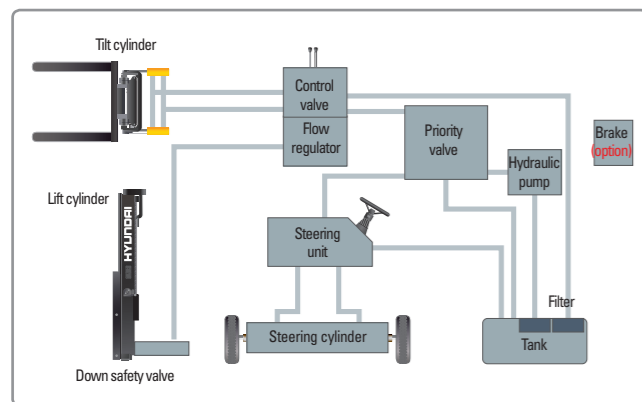 Tilt cylinder
Control
valve
Flow
regulator
Priority
valve
Hydraulic
pump
Brake
(option)
Lift cylinder
HYUNDAI
Steering
unit
Filter
Steering cylinder
Tank
Down safety valve